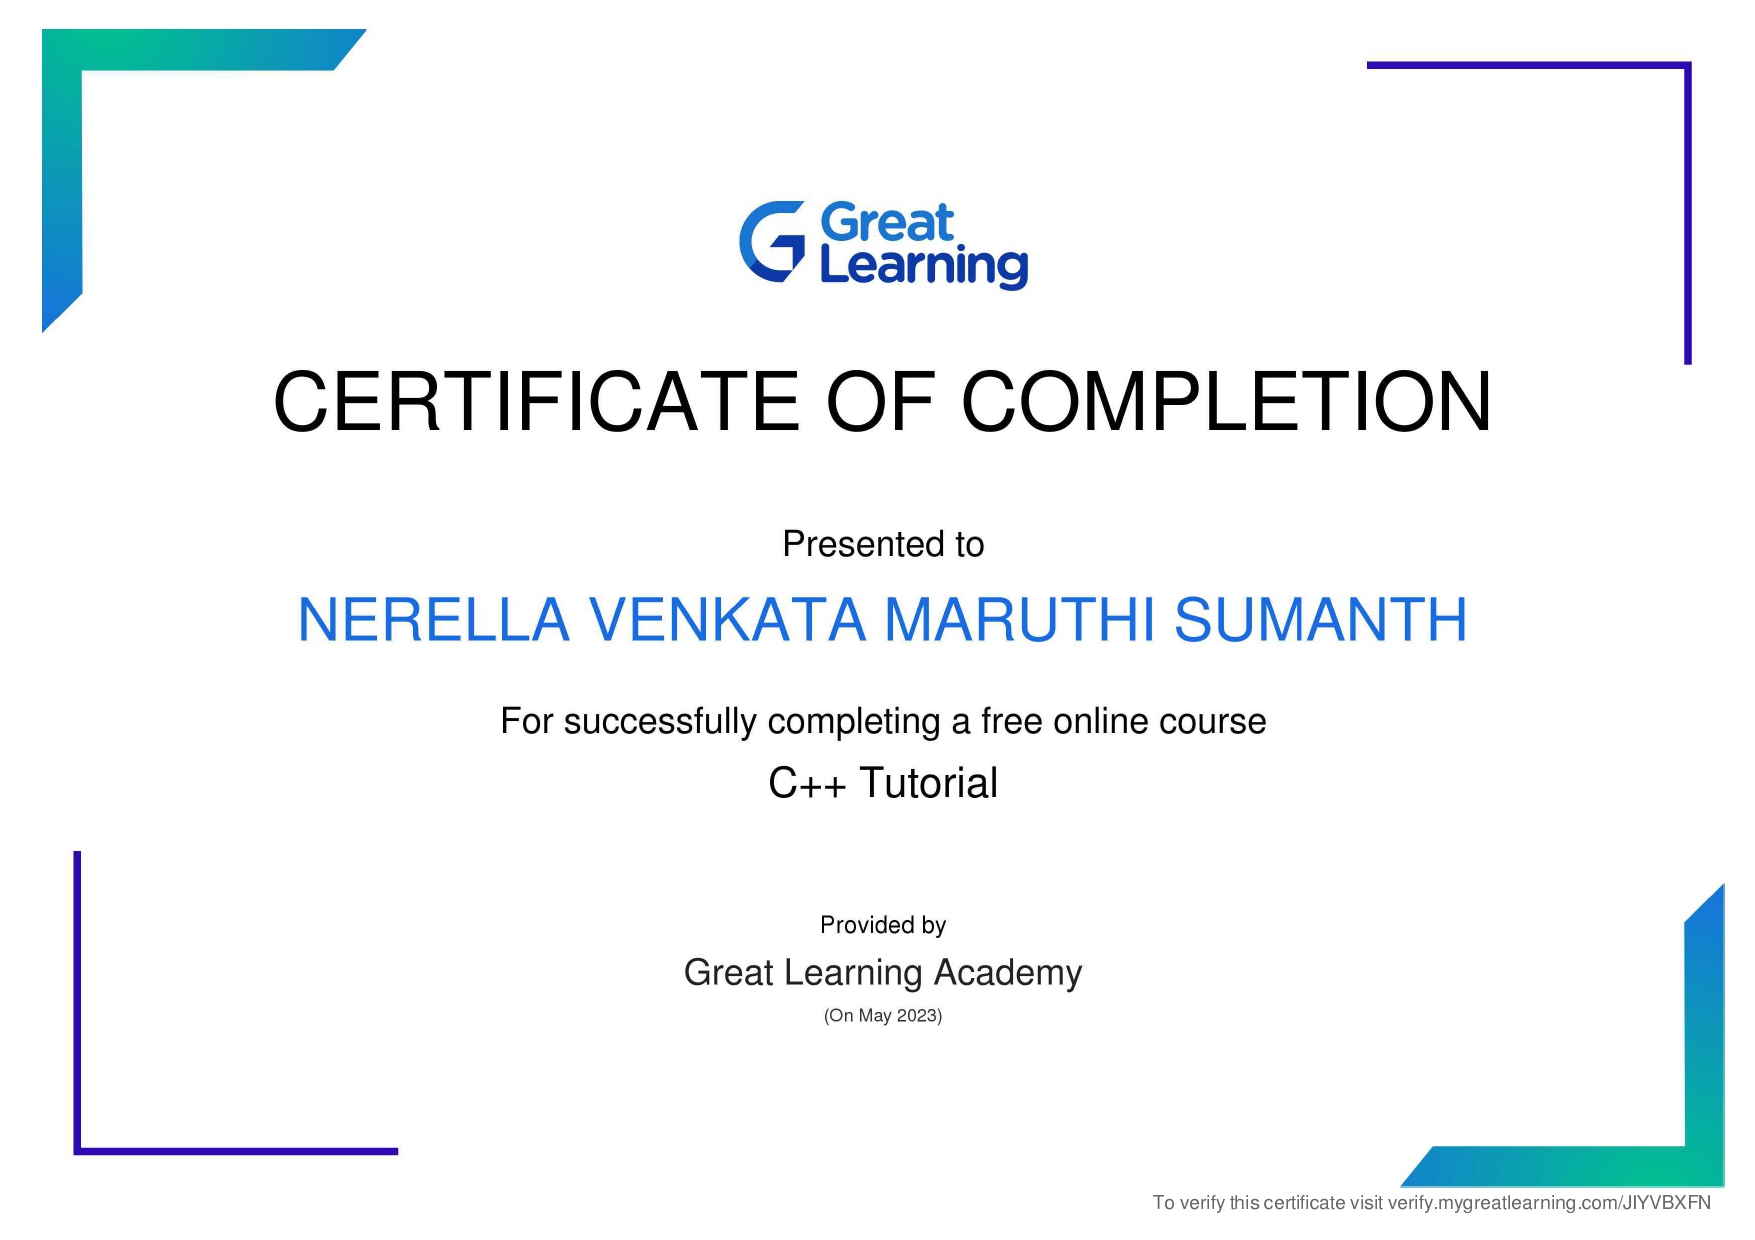 Great
Learning
CERTIFICATE OF COMPLETION
Presented to
NERELLA VENKATA MARUTHI SUMANTH
For successfully completing a free online course
C++ Tutorial
Provided by
Great Learning Academy
(On May 2023)
To verify this certificate visit verify.mygreatlearning.com/JIYVBXFN